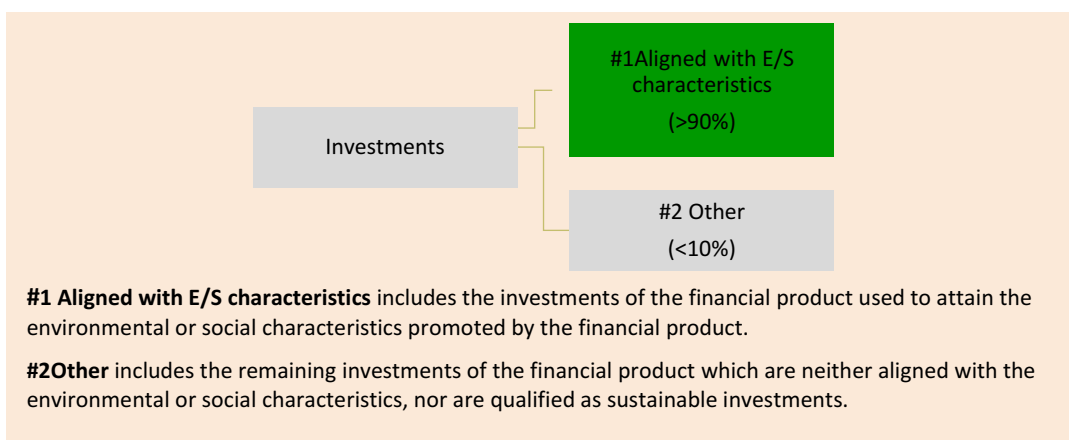 #1Aligned with E/S
characteristics
(>90%)
Investments
#2 Other
(<10%)
#1 Aligned with E/S characteristics includes the investments of the financial product used to attain the
environmental or social characteristics promoted by the financial product.
#2Other includes the remaining investments of the financial product which are neither aligned with the
environmental or social characteristics, nor are qualified as sustainable investments.